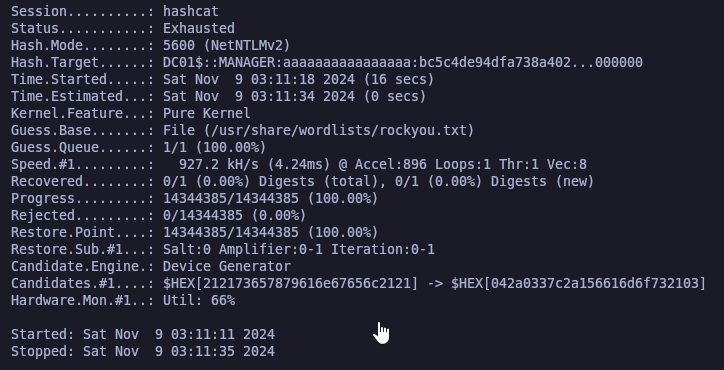 Session..........: hashcat
Status...........: Exhausted
Hash.Mode........: 5600 (NetNTLMv2)
Hash.Target......: DC01$::MANAGER:aaaaaaaaaaaaaaaa:bc5c4de94dfa738a402...000000
Time.Started.....: Sat Nov  9 03:11:18 2024 (16 secs)
Time.Estimated...: Sat Nov  9 03:11:34 2024 (0 secs)
Kernel.Feature...: Pure Kernel
Guess.Base.......: File (/usr/share/wordlists/rockyou.txt)
Guess.Queue......: 1/1 (100.00%)
Speed.#1.........:   927.2 kH/s (4.24ms) @ Accel:896 Loops:1 Thr:1 Vec:8
Recovered........: 0/1 (0.00%) Digests (total), 0/1 (0.00%) Digests (new)
Progress.........: 14344385/14344385 (100.00%)
Rejected.........: 0/14344385 (0.00%)
Restore.Point....: 14344385/14344385 (100.00%)
Restore.Sub.#1...: Salt:0 Amplifier:0-1 Iteration:0-1
Candidate.Engine.: Device Generator
Candidates.#1....: $HEX[212173657879616e67656c2121] -> $HEX[042a0337c2a156616d6f732103]
Hardware.Mon.#1..: Util: 66%
Started: Sat Nov  9 03:11:11 2024
Stopped: Sat Nov  9 03:11:35 2024